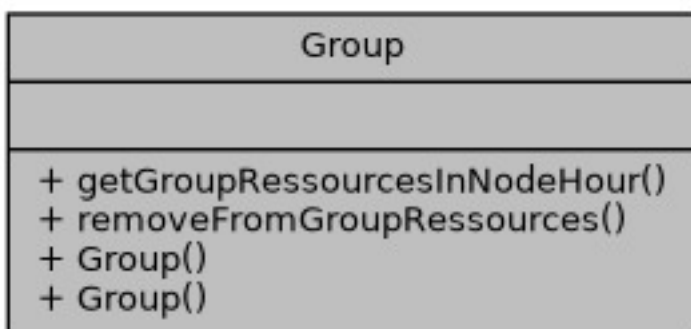 Group
+ getGroupRessourcesInNodeHour()
+ removeFromGroupRessources()
+ Group()
+ Group()